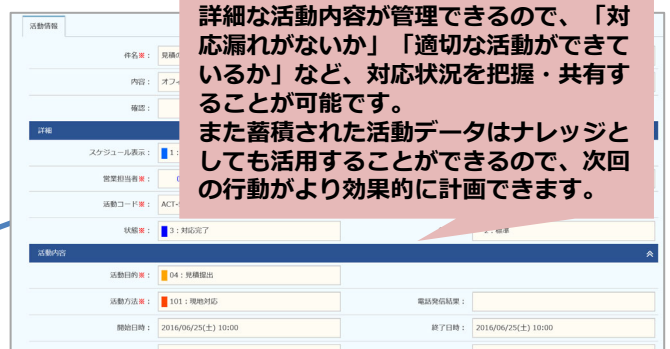 詳細な活動内容が管理できるので、「対
応漏れがないか」「適切な活動ができて
いるか」など、対応状況を把握・共有す
ることが可能です。
また蓄積された活動データはナレッジと
しても活用することができるので、次回
の行動がより効果的に計画できます。
活動情報
件名※： 見積の
内容： オフィ
確認：
詳細
スケジュール表示： 1：
営業担当者※：
活動コード※： ACT-
状態※： 3：対応完了 2：標準
活動内容
活動目的※： 04：見積提出
活動方法※： 101：現地対応 電話発信結果：
開始日時： 2016/06/25(土) 10:00 終了日時： 2016/06/25(土) 10:00